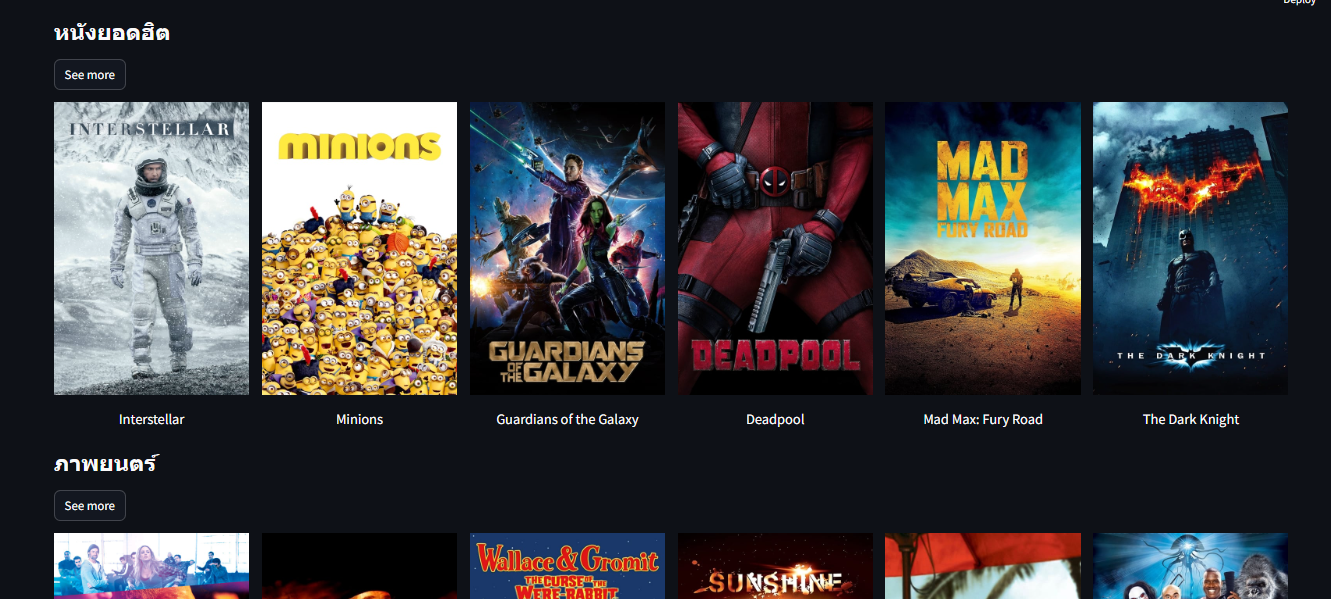 Deploy
หนังยอดฮิต
See more
INTERSTELLAR
minions
GUARDIANS
OF THE GALAXY
DEADPOOL
MAD
MAX
FURY ROAD
THE DARK KNIGHT
Interstellar
Minions
Guardians of the Galaxy
Deadpool
Mad Max: Fury Road
The Dark Knight
ภาพยนตร์
See more
Wallace & Gromit
THE CURSE OF THE
WERE-RABBIT
SUNSHINE